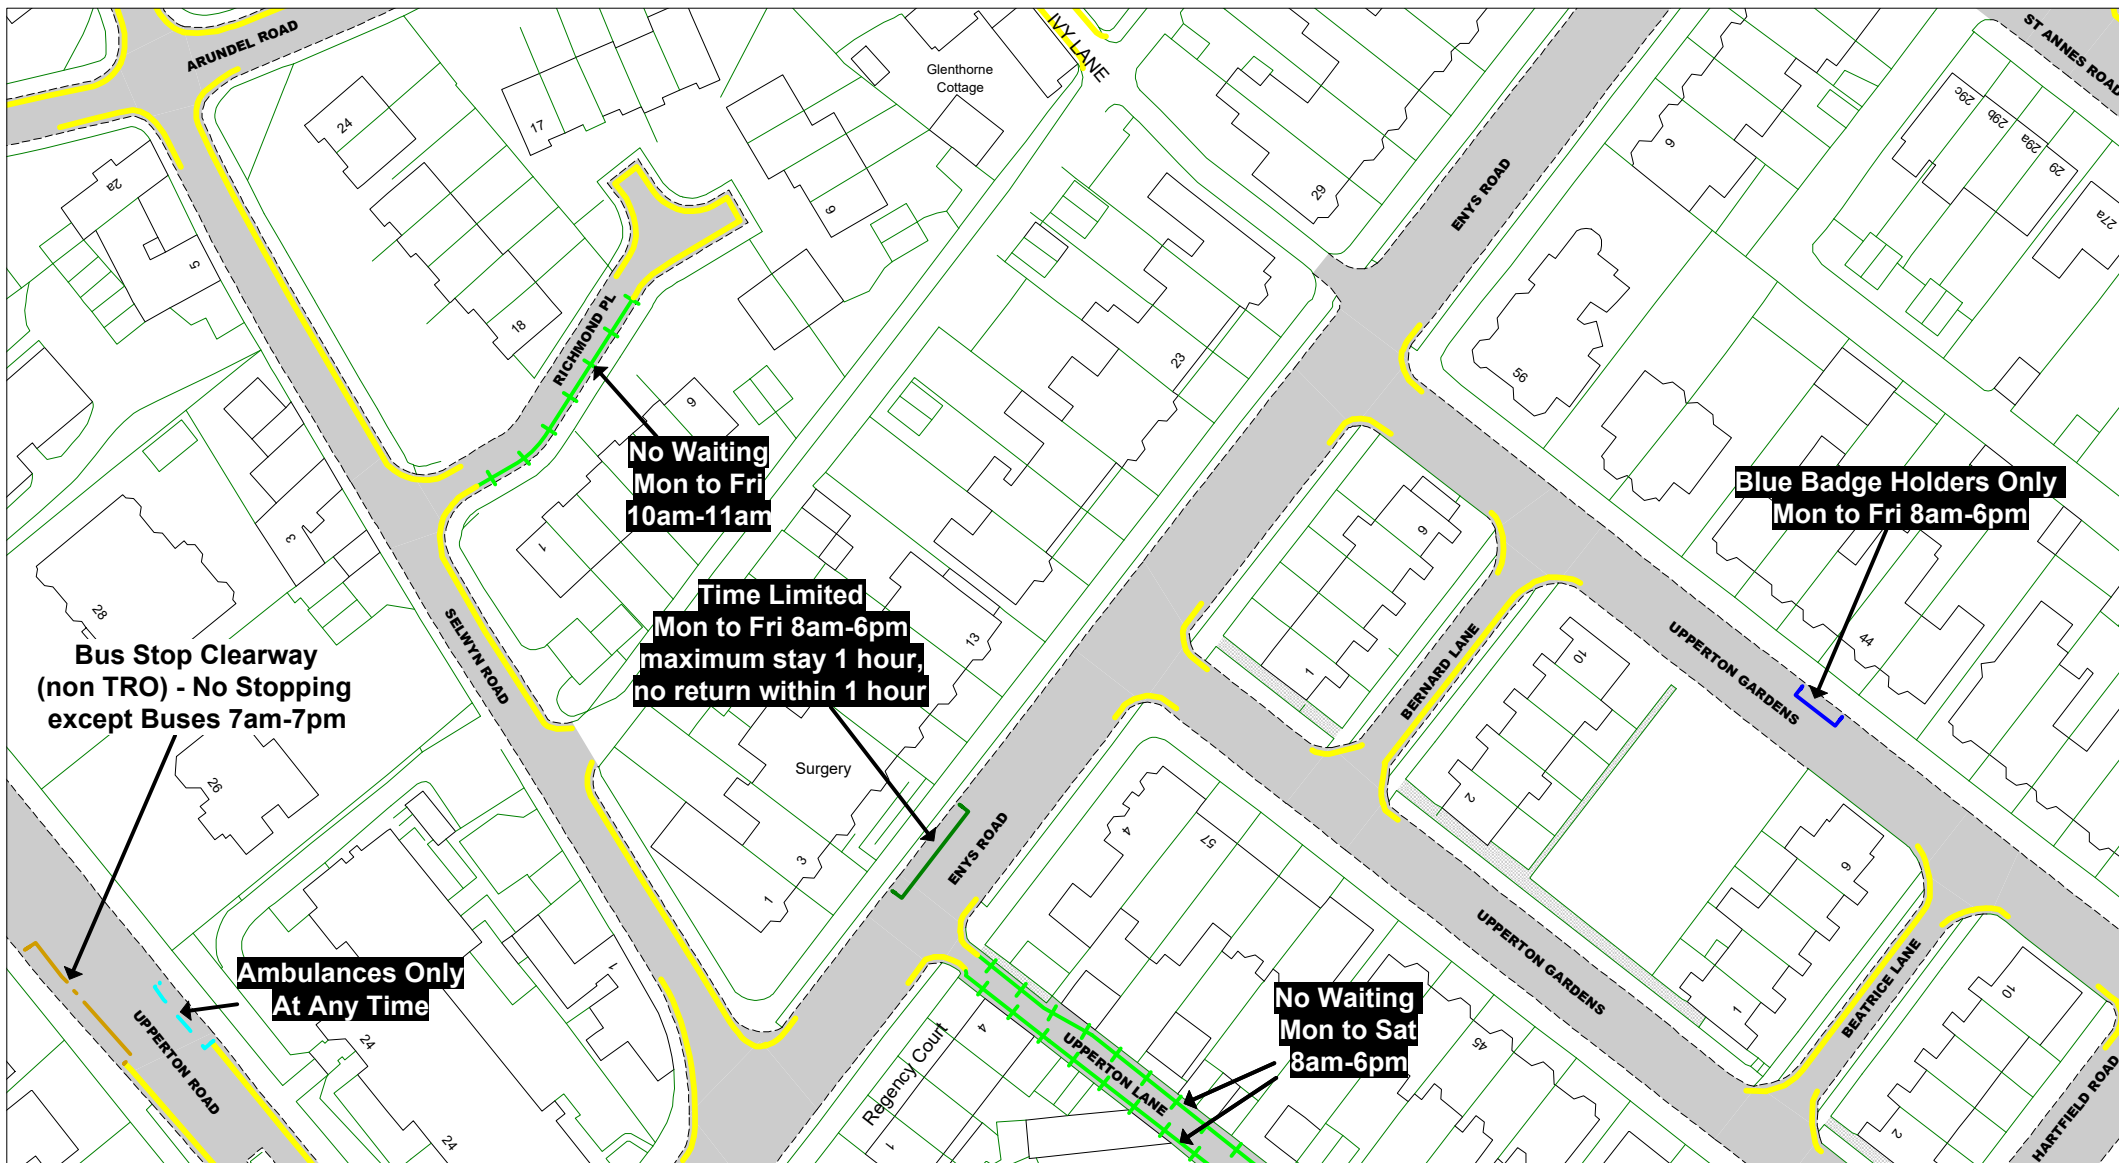 ARUNDEL ROAD
IVY LANE
ST ANNES ROAD
Glenthorne
Cottage
24
17
9
29
9
29c
29b
29a
29
27a
2a
5
18
ENYS ROAD
RICHMOND PL
23
56
9
No Waiting
Mon to Fri
10am-11am
Blue Badge Holders Only
Mon to Fri 8am-6pm
3
1
9
28
Time Limited
Mon to Fri 8am-6pm
maximum stay 1 hour,
no return within 1 hour
13
1
10
44
SELWYN ROAD
BERNARD LANE
UPPERTON GARDENS
Bus Stop Clearway
(non TRO) - No Stopping
except Buses 7am-7pm
26
Surgery
2
4
57
3
1
9
ENYS ROAD
UPPERTON GARDENS
BEATRICE LANE
Ambulances Only
At Any Time
1
10
1
No Waiting
Mon to Sat
8am-6pm
UPPERTON ROAD
24
24
Regency Court
4
1
UPPERTON LANE
45
2
HARTFIELD ROAD